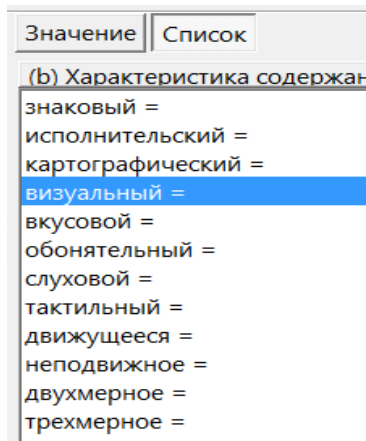 Значение Список
(b) Характеристика содержан
знаковый =
исполнительский =
картографический =
визуальный =
вкусовой =
обонятельный =
слуховой =
тактильный =
движущееся =
неподвижное =
двухмерное =
трехмерное =